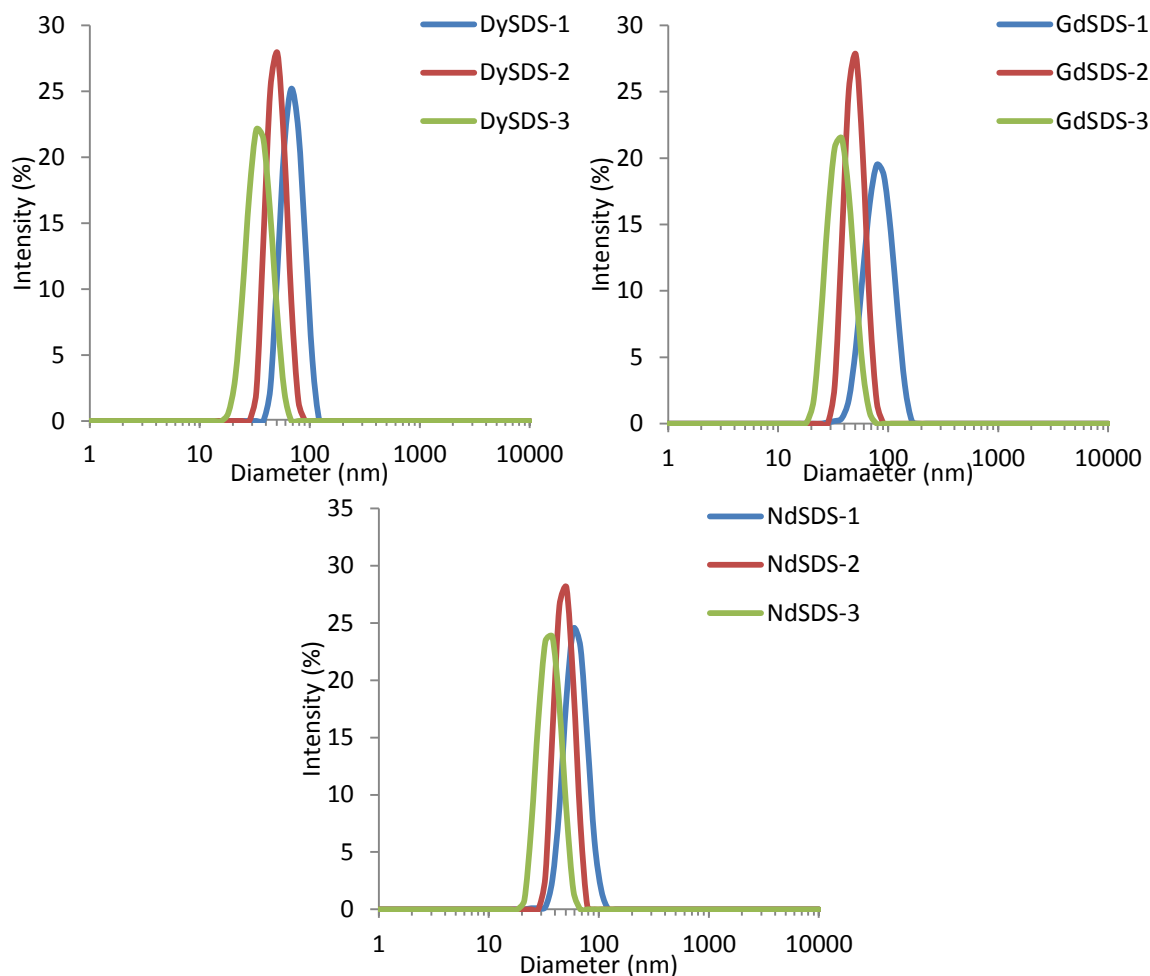 30
25
20
15
10
5
0
Intensity (%)
1 10 100 1000 10000
Diameter (nm)
DySDS-1
DySDS-2
DySDS-3
30
25
20
15
10
5
0
Intensity (%)
1 10 100 1000 10000
Diamaeter (nm)
GdSDS-1
GdSDS-2
GdSDS-3
35
30
25
20
15
10
5
0
Intensity (%)
1 10 100 1000 10000
Diameter (nm)
NdSDS-1
NdSDS-2
NdSDS-3